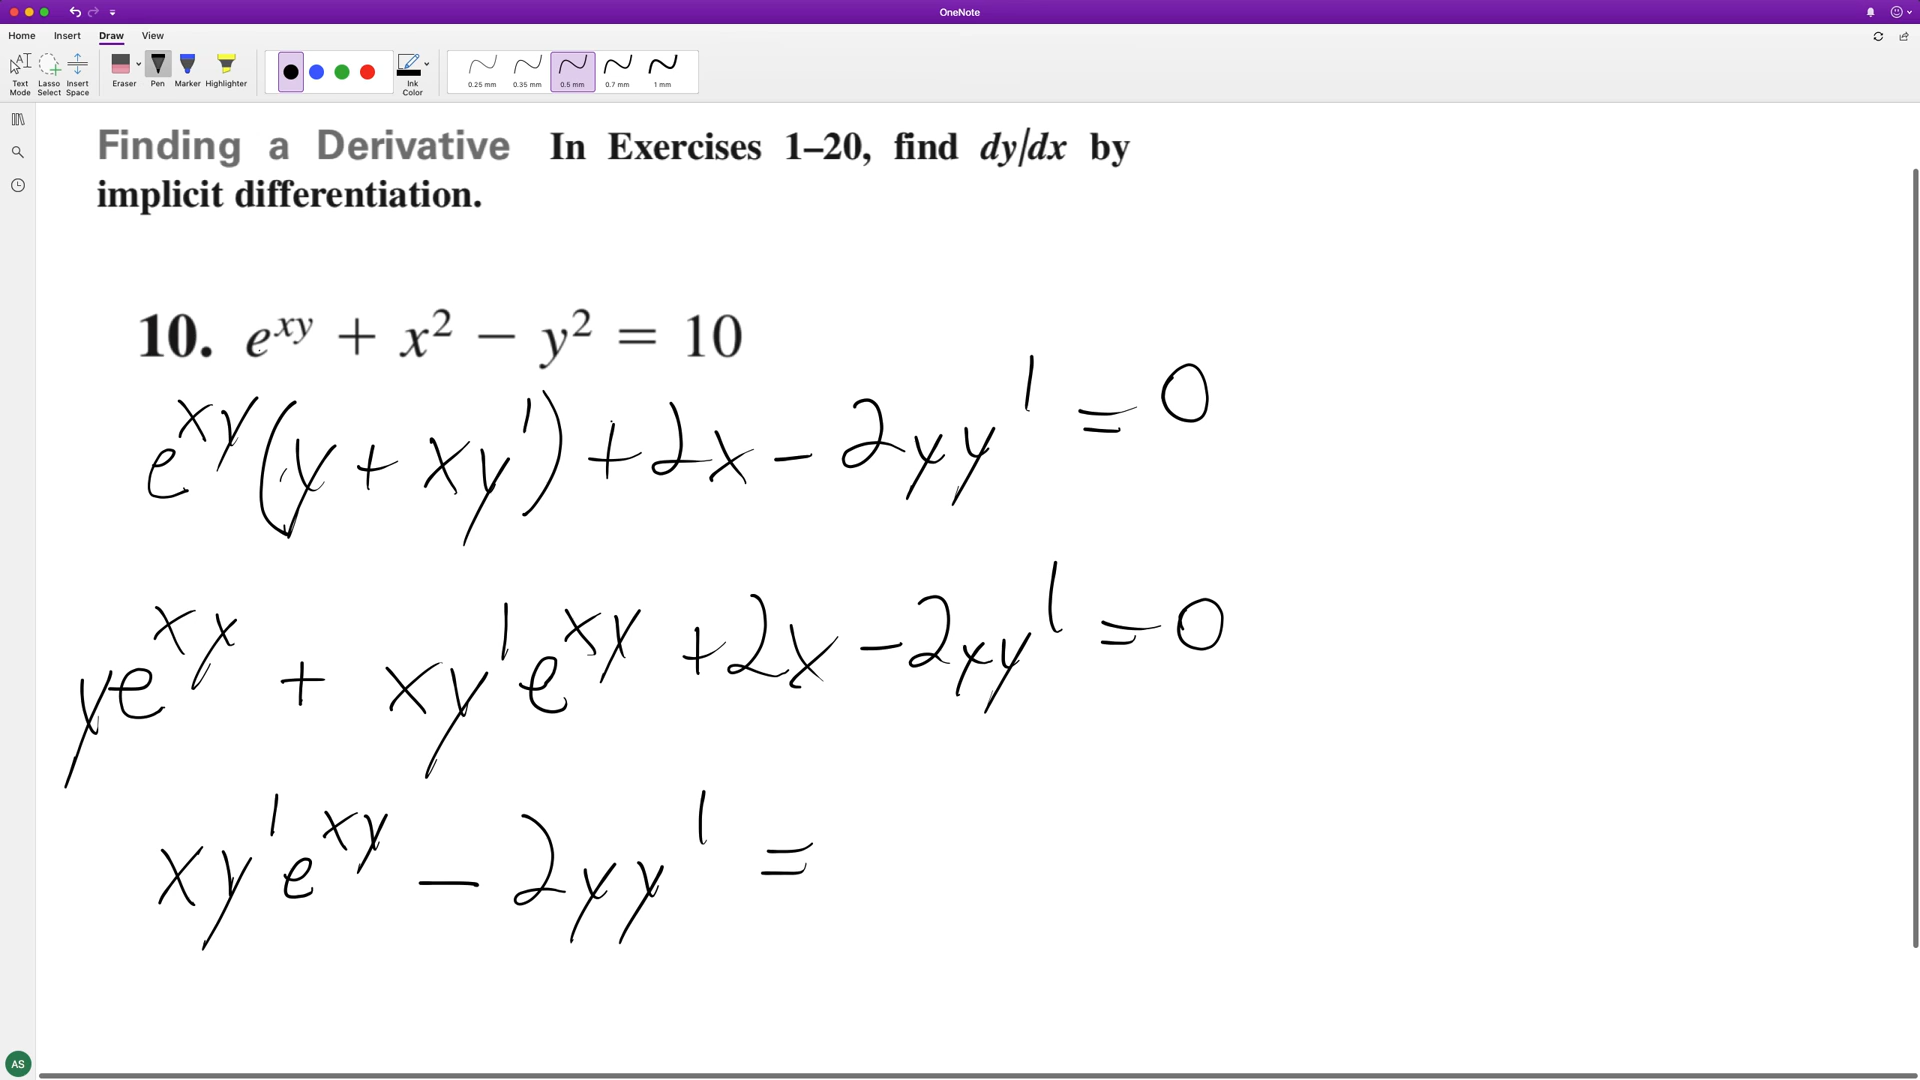 OneNote
Home Insert Draw View
Text Mode Lasso Select Insert Space Eraser Pen Marker Highlighter Ink Color 0.25 mm 0.35 mm 0.5 mm 0.7 mm 1 mm
Finding a Derivative In Exercises 1–20, find dy/dx by
implicit differentiation.
10. e^{xy} + x² − y² = 10
e^{xy}(y + xy') + 2x − 2yy' = 0
ye^{xy} + xy'e^{xy} + 2x − 2yy' = 0
xy'e^{xy} − 2yy' =
AS